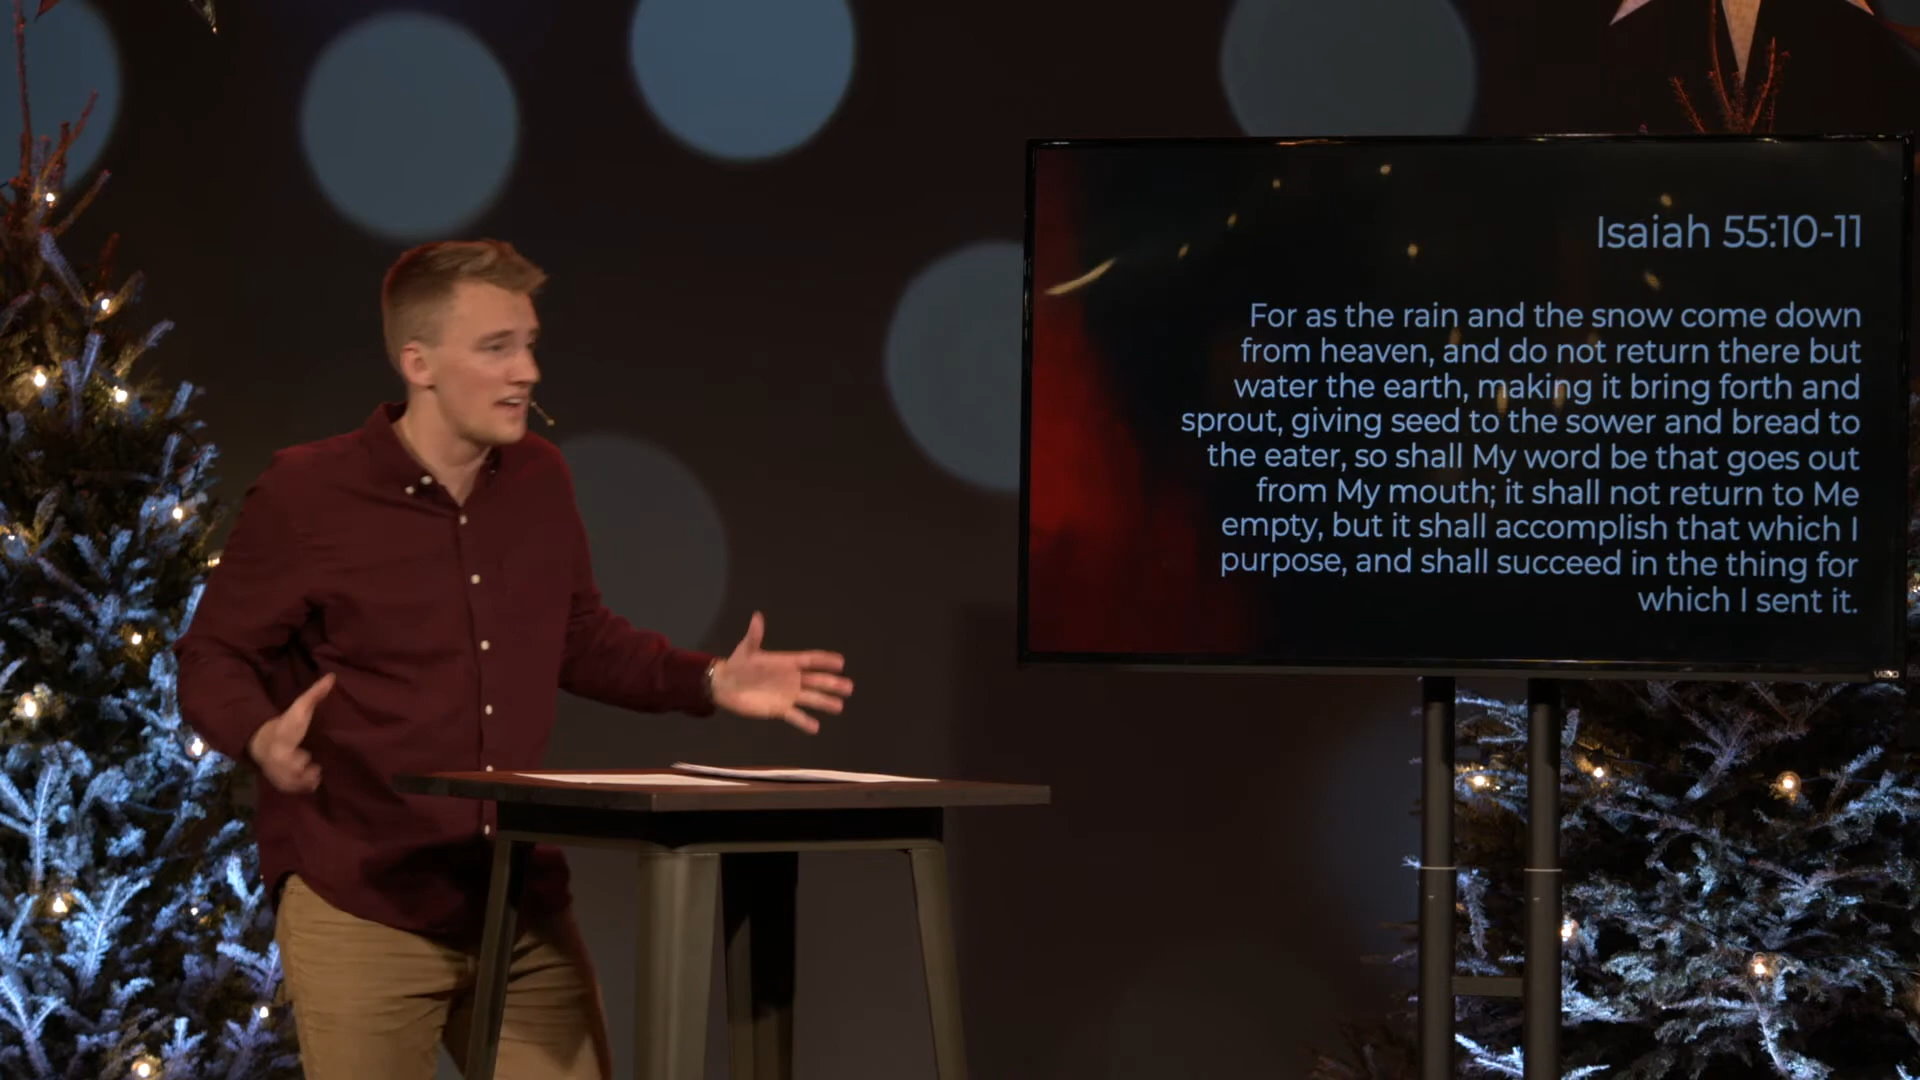 Isaiah 55:10-11
For as the rain and the snow come down
from heaven, and do not return there but
water the earth, making it bring forth and
sprout, giving seed to the sower and bread to
the eater, so shall My word be that goes out
from My mouth; it shall not return to Me
empty, but it shall accomplish that which I
purpose, and shall succeed in the thing for
which I sent it.
VIZIO